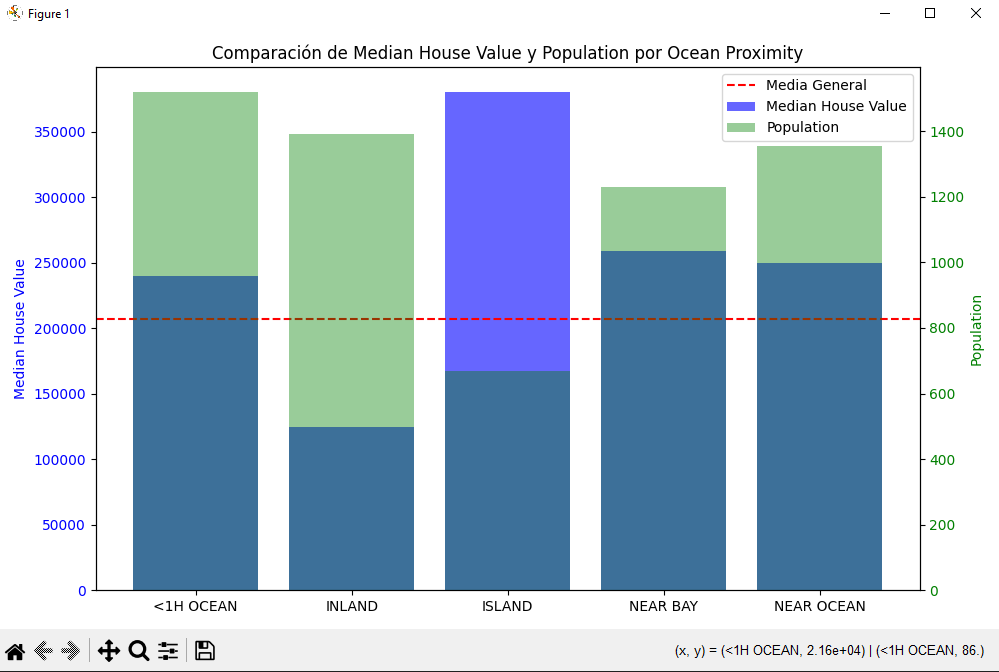 Figure 1
Comparación de Median House Value y Population por Ocean Proximity
Media General
Median House Value
Population
350000
300000
250000
200000
150000
100000
50000
0
Median House Value
1400
1200
1000
800
600
400
200
0
Population
<1H OCEAN
INLAND
ISLAND
NEAR BAY
NEAR OCEAN
(x, y) = (<1H OCEAN, 2.16e+04) | (<1H OCEAN, 86.)